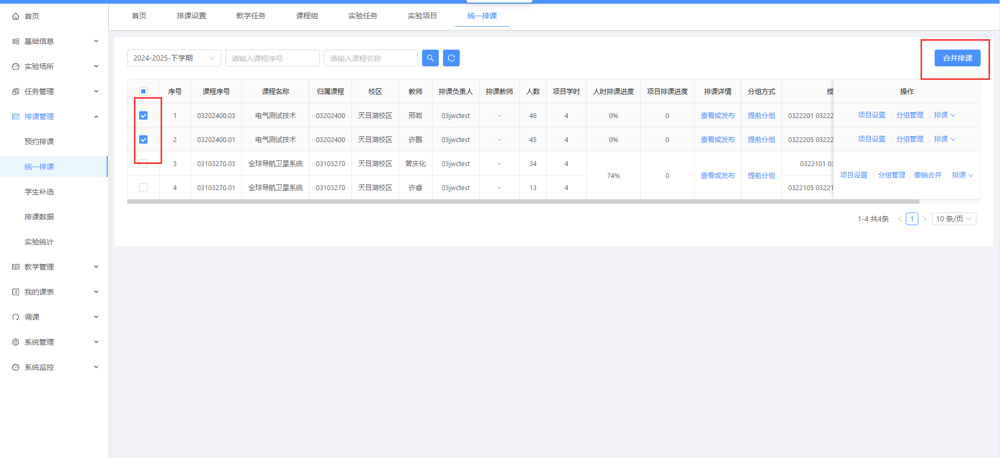 首页
基础信息
实验场所
任务管理
排课管理
预约排课
统一排课
学生补选
排课数据
实验统计
教学管理
我的课表
调课
系统管理
系统监控
首页 排课设置 教学任务 课程组 实验任务 实验项目 统一排课
2024-2025-下学期 请输入课程序号 请输入课程名称 合并排课
序号 课程序号 课程名称 归属课程 校区 教师 排课负责人 排课教师 人数 项目学时 人时排课进度 项目排课进度 排课详情 分组方式 授 操作
1 03202400.03 电气测试技术 03202400 天目湖校区 邢岩 03jwctest - 46 4 0% 0 查看或发布 提前分组 0322201 03222 项目设置 分组管理 排课
2 03202400.01 电气测试技术 03202400 天目湖校区 许鹏 03jwctest - 45 4 0% 0 查看或发布 提前分组 0322205 03222 项目设置 分组管理 排课
3 03103270.03 全球导航卫星系统 03103270 天目湖校区 曾庆化 03jwctest - 34 4 0322101 03
74% 0 查看或发布 提前分组 项目设置 分组管理 撤销合并 排课
4 03103270.01 全球导航卫星系统 03103270 天目湖校区 许睿 03jwctest - 13 4 0322105 03221
1-4 共4条 < 1 > 10 条/页